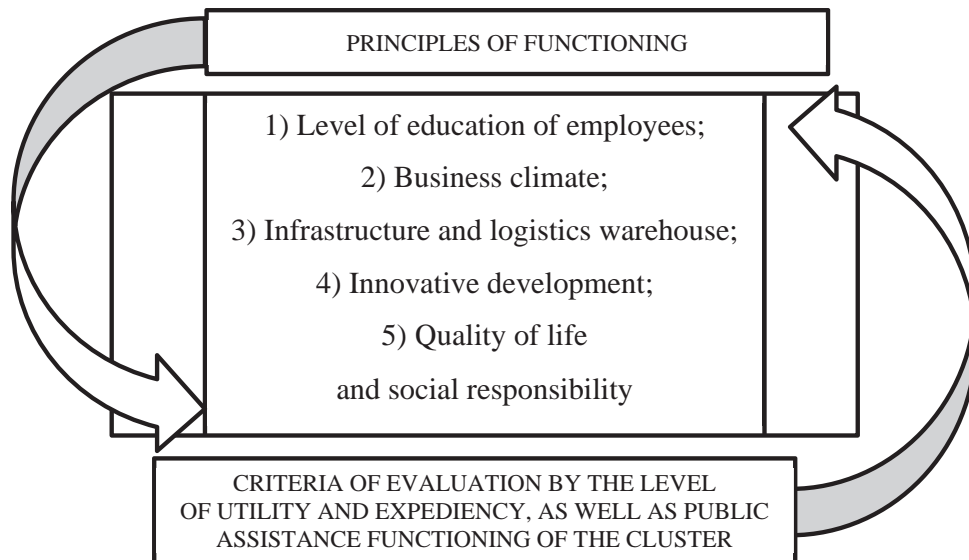 PRINCIPLES OF FUNCTIONING
1) Level of education of employees;
2) Business climate;
3) Infrastructure and logistics warehouse;
4) Innovative development;
5) Quality of life
and social responsibility
CRITERIA OF EVALUATION BY THE LEVEL
OF UTILITY AND EXPEDIENCY, AS WELL AS PUBLIC
ASSISTANCE FUNCTIONING OF THE CLUSTER